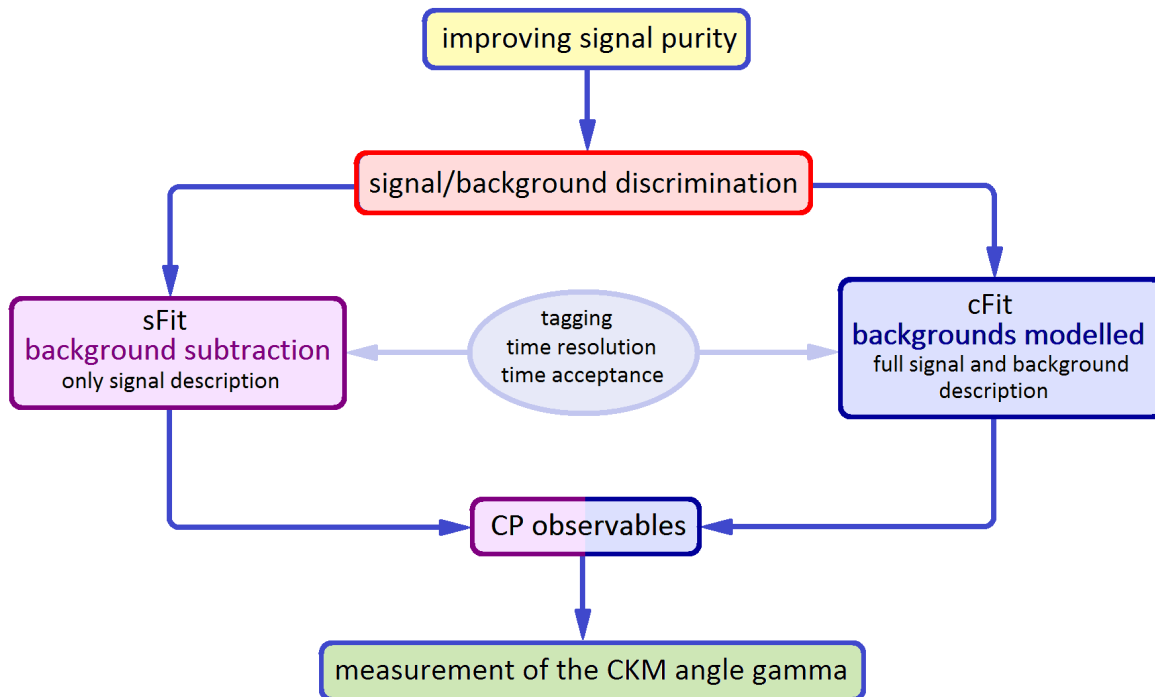 improving signal purity
signal/background discrimination
sFit
background subtraction
only signal description
tagging
time resolution
time acceptance
cFit
backgrounds modelled
full signal and background
description
CP observables
measurement of the CKM angle gamma